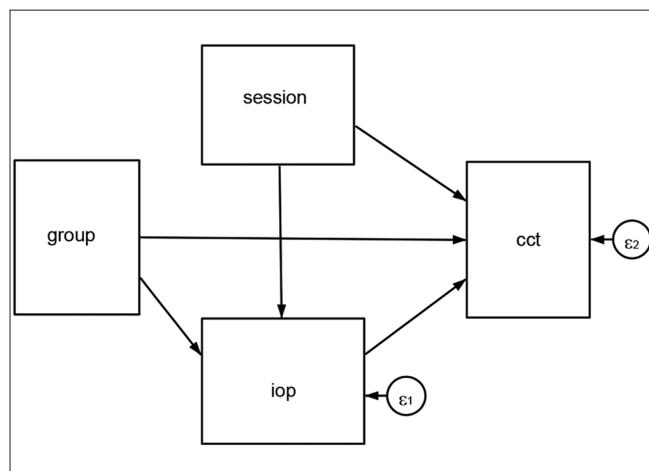 session
group
cct
ε2
iop
ε1